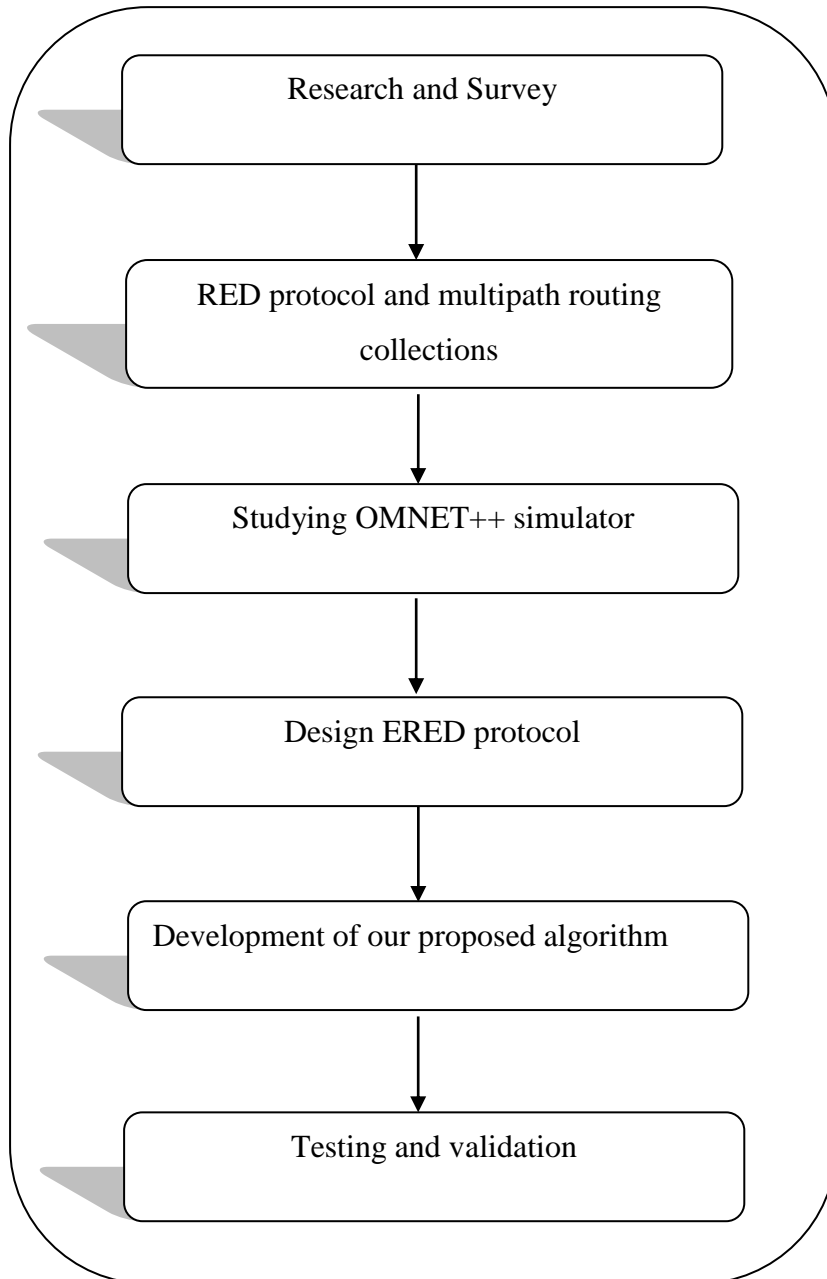 Research and Survey
RED protocol and multipath routing
collections
Studying OMNET++ simulator
Design ERED protocol
Development of our proposed algorithm
Testing and validation